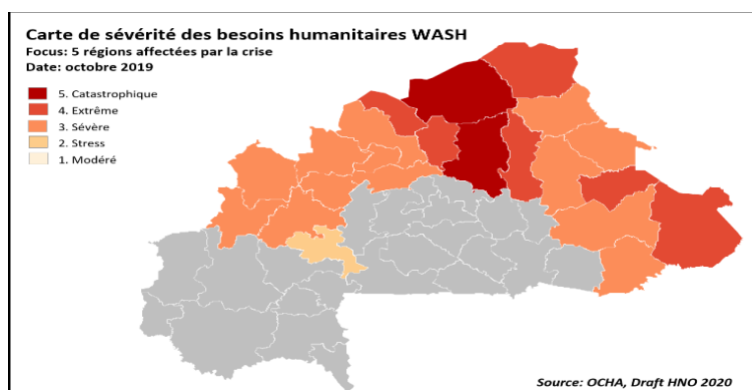 Carte de sévérité des besoins humanitaires WASH
Focus: 5 régions affectées par la crise
Date: octobre 2019
5. Catastrophique
4. Extrême
3. Sévère
2. Stress
1. Modéré
Source: OCHA, Draft HNO 2020